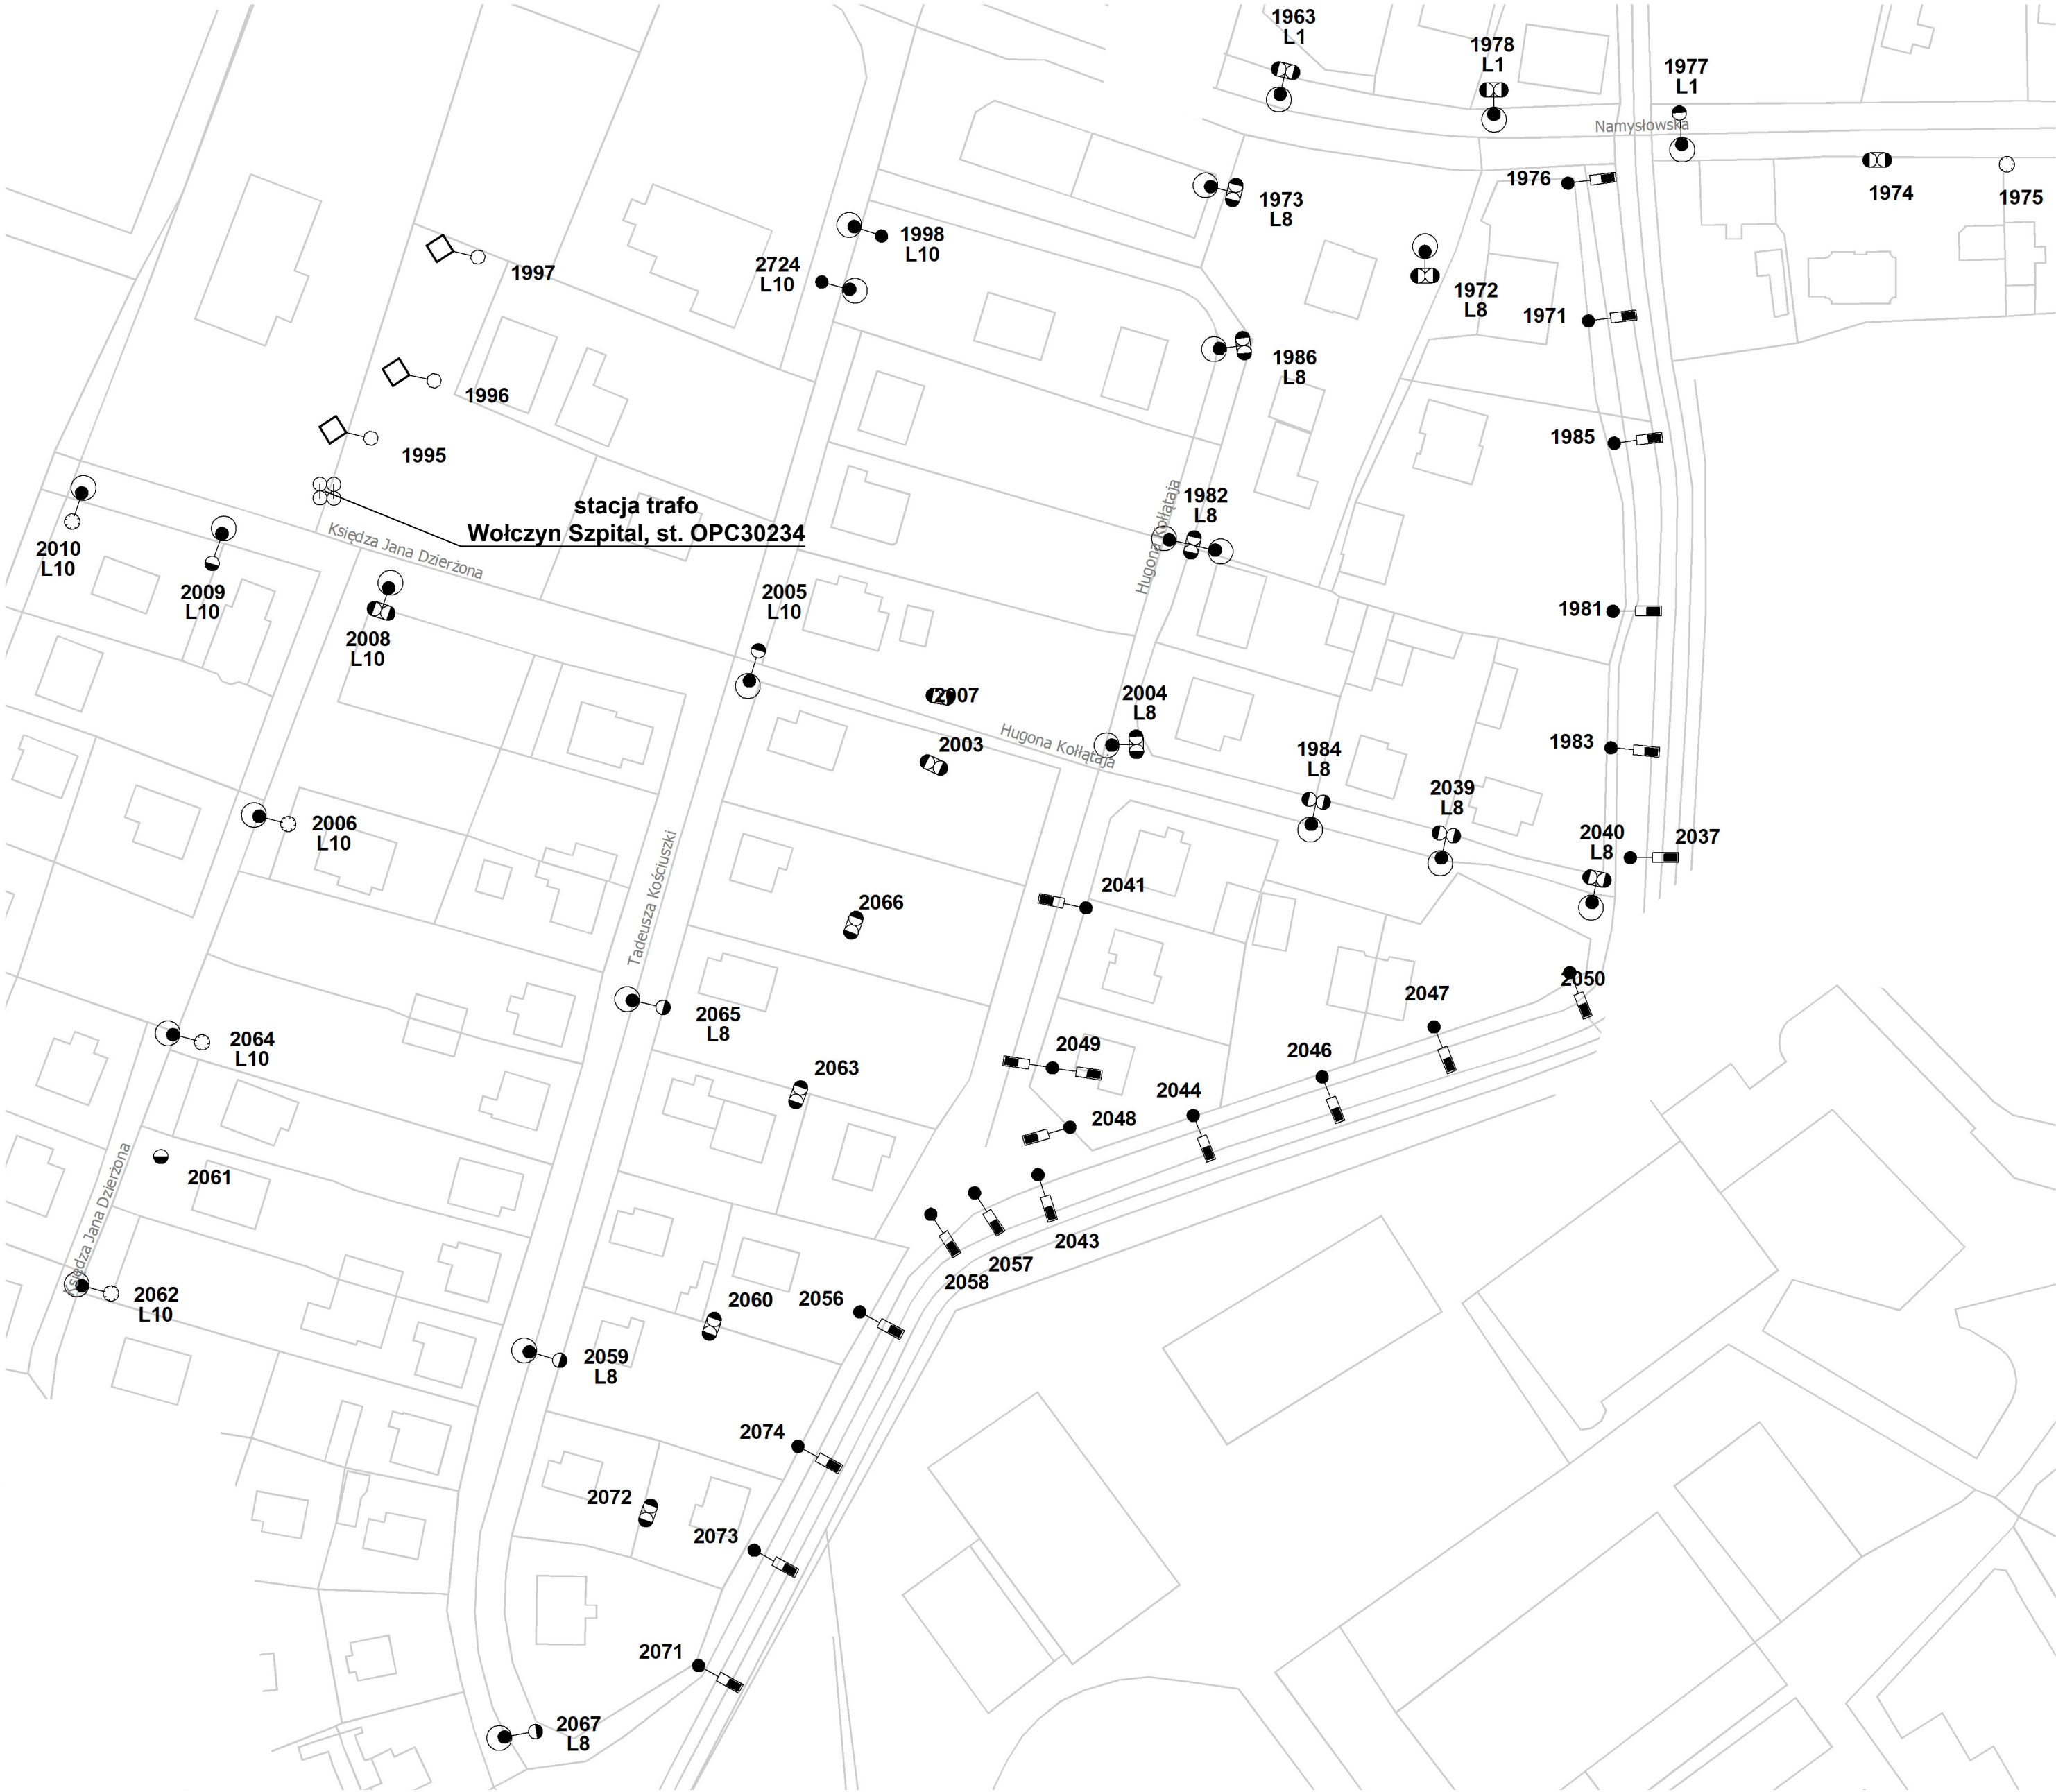 1963
L1
1978
L1
1977
L1
Namysłowska
1976
1974
1975
1973
L8
1998
L10
2724
L10
1997
1972
L8
1971
1986
L8
1996
1985
1995
stacja trafo
Wołczyn Szpital, st. OPC30234
Księdza Jana Dzierżona
Hugona Kołłątaja
1982
L8
2010
L10
2009
L10
2008
L10
2005
L10
1981
2007
2004
L8
Hugona Kołłątaja
2003
1984
L8
1983
2039
L8
2040
L8
2037
2006
L10
Tadeusza Kościuszki
2041
2066
2050
2047
2065
L8
2064
L10
2049
2046
2063
2044
2048
2061
Księdza Jana Dzierżona
2043
2057
2058
2062
L10
2060
2056
2059
L8
2074
2072
2073
2071
2067
L8